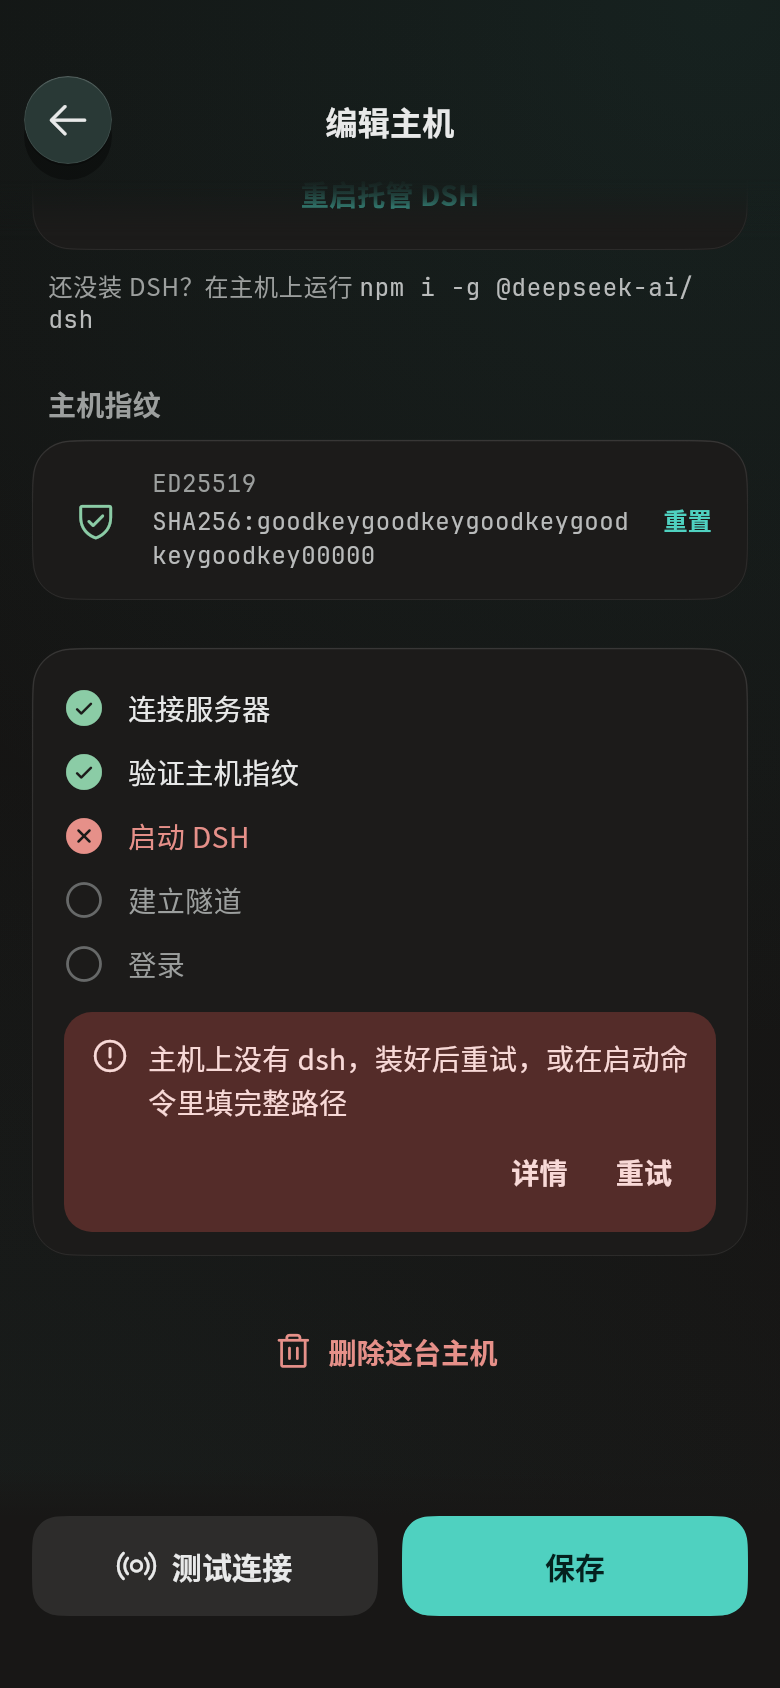 编辑主机
重启托管 DSH
还没装 DSH？在主机上运行 npm i -g @deepseek-ai/
dsh
主机指纹
ED25519
SHA256:goodkeygoodkeygoodkeygood
keygoodkey00000
重置
连接服务器
验证主机指纹
启动 DSH
建立隧道
登录
主机上没有 dsh，装好后重试，或在启动命
令里填完整路径
详情 重试
删除这台主机
测试连接 保存